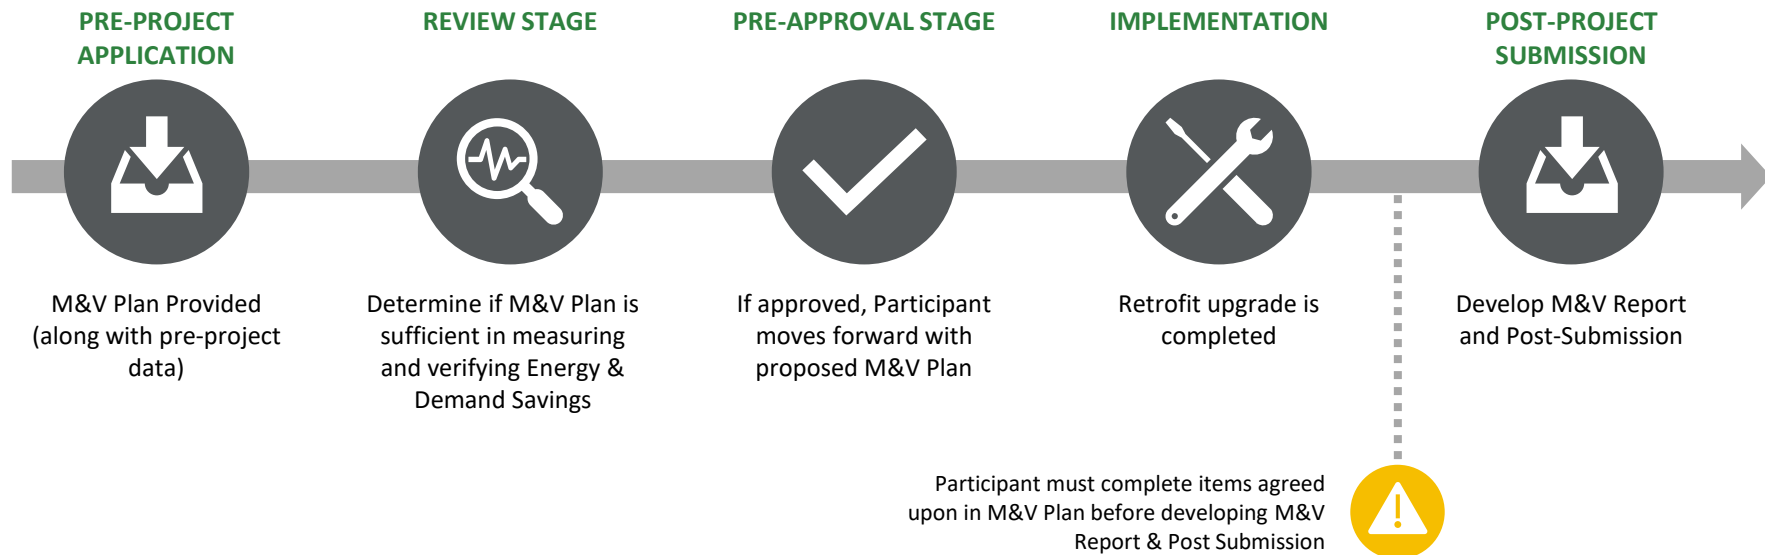 PRE-PROJECT
APPLICATION
REVIEW STAGE
PRE-APPROVAL STAGE
IMPLEMENTATION
POST-PROJECT
SUBMISSION
M&V Plan Provided
(along with pre-project
data)
Determine if M&V Plan is
sufficient in measuring
and verifying Energy &
Demand Savings
If approved, Participant
moves forward with
proposed M&V Plan
Retrofit upgrade is
completed
Develop M&V Report
and Post-Submission
Participant must complete items agreed
upon in M&V Plan before developing M&V
Report & Post Submission